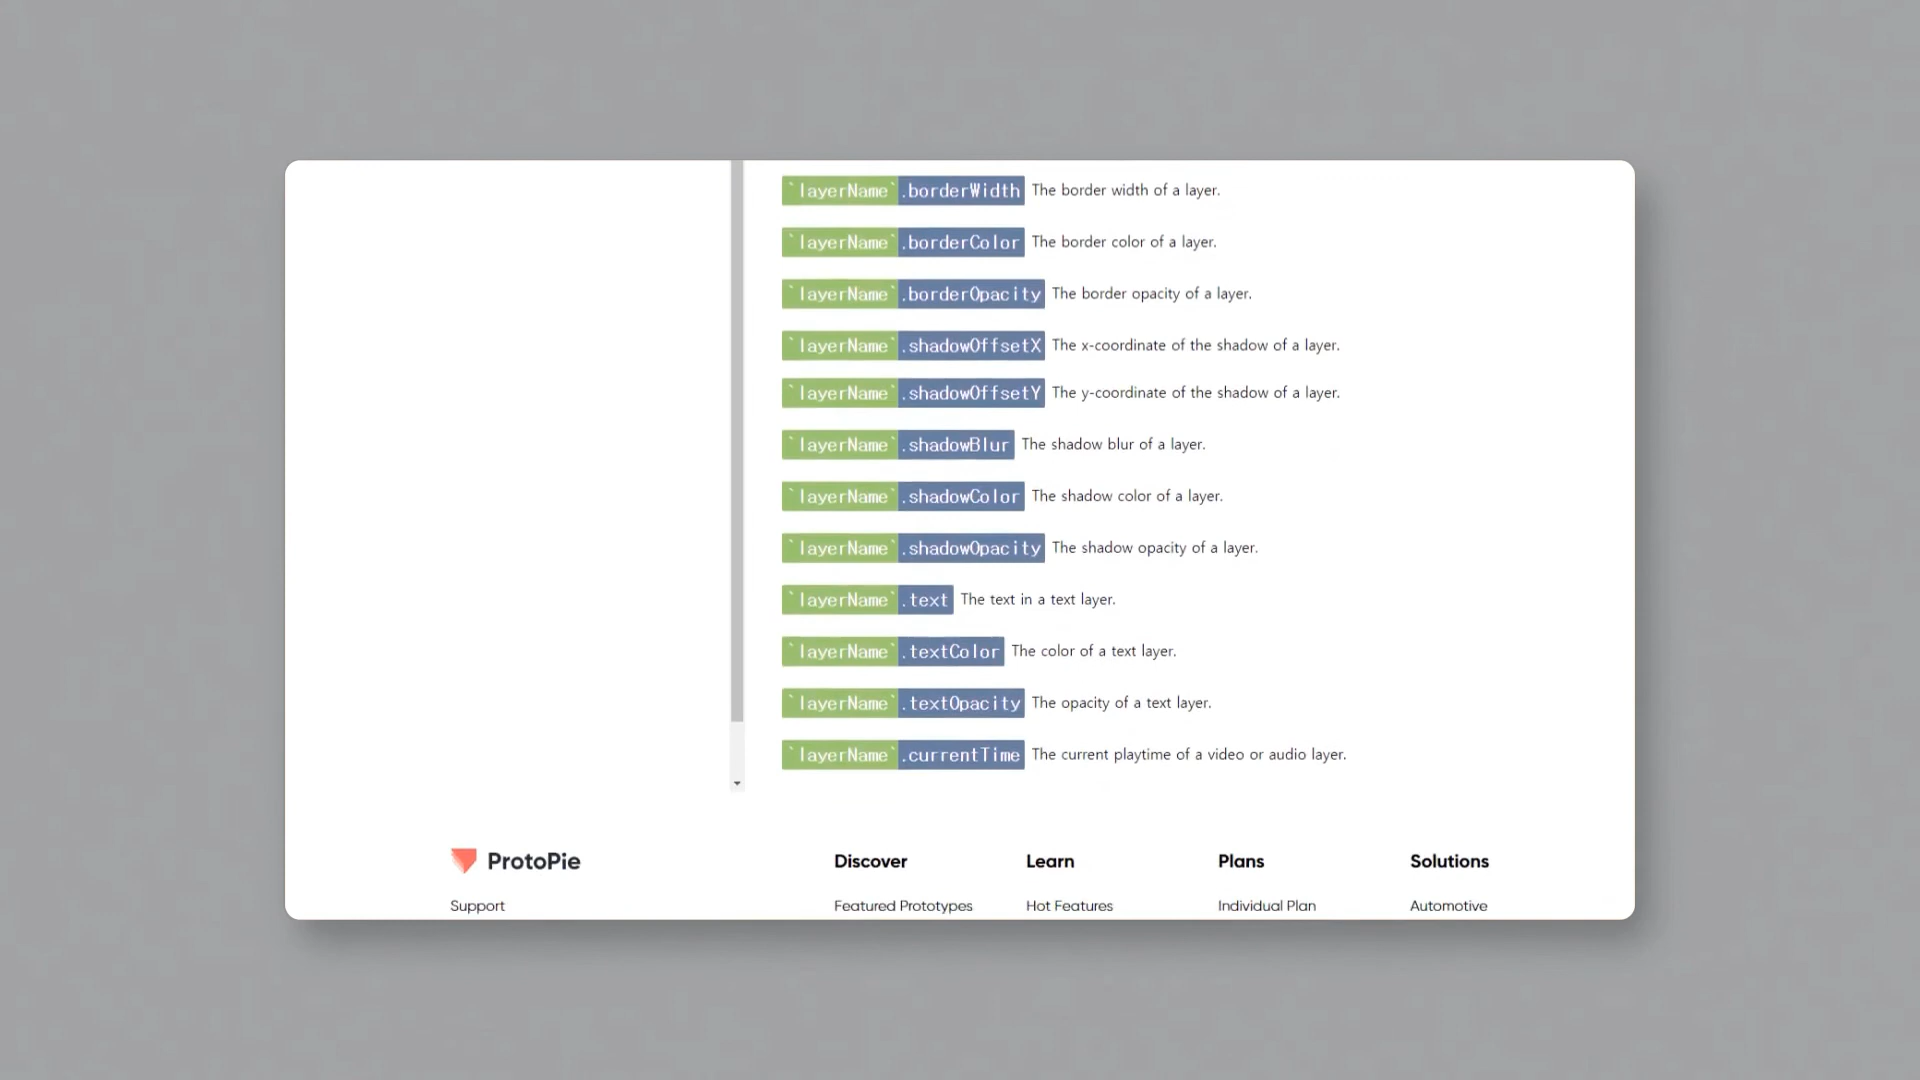 `layerName`.borderWidth The border width of a layer.
`layerName`.borderColor The border color of a layer.
`layerName`.borderOpacity The border opacity of a layer.
`layerName`.shadowOffsetX The x-coordinate of the shadow of a layer.
`layerName`.shadowOffsetY The y-coordinate of the shadow of a layer.
`layerName`.shadowBlur The shadow blur of a layer.
`layerName`.shadowColor The shadow color of a layer.
`layerName`.shadowOpacity The shadow opacity of a layer.
`layerName`.text The text in a text layer.
`layerName`.textColor The color of a text layer.
`layerName`.textOpacity The opacity of a text layer.
`layerName`.currentTime The current playtime of a video or audio layer.
ProtoPie Discover Learn Plans Solutions
Support Featured Prototypes Hot Features Individual Plan Automotive